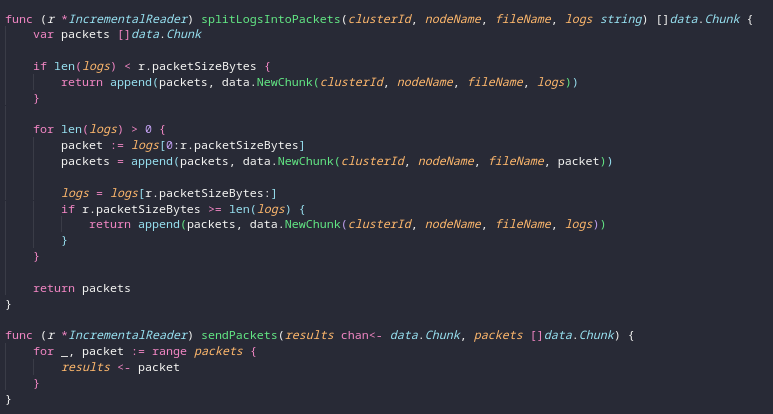 func (r *IncrementalReader) splitLogsIntoPackets(clusterId, nodeName, fileName, logs string) []data.Chunk {
    var packets []data.Chunk

    if len(logs) < r.packetSizeBytes {
        return append(packets, data.NewChunk(clusterId, nodeName, fileName, logs))
    }

    for len(logs) > 0 {
        packet := logs[0:r.packetSizeBytes]
        packets = append(packets, data.NewChunk(clusterId, nodeName, fileName, packet))

        logs = logs[r.packetSizeBytes:]
        if r.packetSizeBytes >= len(logs) {
            return append(packets, data.NewChunk(clusterId, nodeName, fileName, logs))
        }
    }

    return packets
}

func (r *IncrementalReader) sendPackets(results chan<- data.Chunk, packets []data.Chunk) {
    for _, packet := range packets {
        results <- packet
    }
}